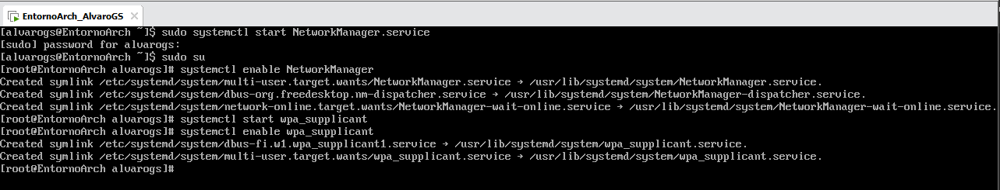 EntornoArch_AlvaroGS
[alvarogs@EntornoArch ~]$ sudo systemctl start NetworkManager.service
[sudo] password for alvarogs:
[alvarogs@EntornoArch ~]$ sudo su
[root@EntornoArch alvarogs]# systemctl enable NetworkManager
Created symlink /etc/systemd/system/multi-user.target.wants/NetworkManager.service → /usr/lib/systemd/system/NetworkManager.service.
Created symlink /etc/systemd/system/dbus-org.freedesktop.nm-dispatcher.service → /usr/lib/systemd/system/NetworkManager-dispatcher.service.
Created symlink /etc/systemd/system/network-online.target.wants/NetworkManager-wait-online.service → /usr/lib/systemd/system/NetworkManager-wait-online.service.
[root@EntornoArch alvarogs]# systemctl start wpa_supplicant
[root@EntornoArch alvarogs]# systemctl enable wpa_supplicant
Created symlink /etc/systemd/system/dbus-fi.w1.wpa_supplicant1.service → /usr/lib/systemd/system/wpa_supplicant.service.
Created symlink /etc/systemd/system/multi-user.target.wants/wpa_supplicant.service → /usr/lib/systemd/system/wpa_supplicant.service.
[root@EntornoArch alvarogs]#